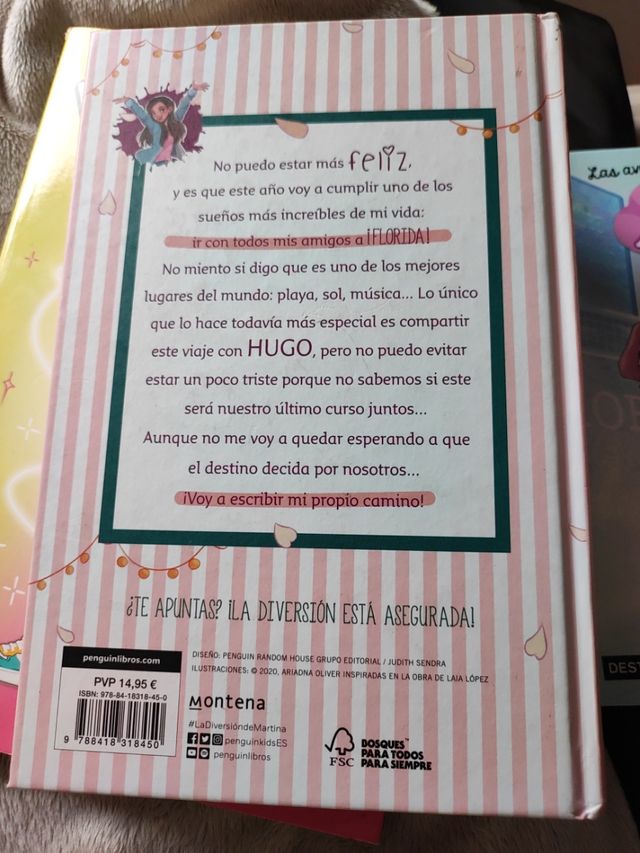 No puedo estar más feliz,
y es que este año voy a cumplir uno de los
sueños más increíbles de mi vida:
ir con todos mis amigos a ¡FLORIDA!
No miento si digo que es uno de los mejores
lugares del mundo: playa, sol, música... Lo único
que lo hace todavía más especial es compartir
este viaje con HUGO, pero no puedo evitar
estar un poco triste porque no sabemos si este
será nuestro último curso juntos...
Aunque no me voy a quedar esperando a que
el destino decida por nosotros...
¡Voy a escribir mi propio camino!
¿TE APUNTAS? ¡LA DIVERSIÓN ESTÁ ASEGURADA!
penguinlibros.com
PVP 14,95 €
ISBN: 978-84-18318-45-0
9 788418 318450
DISEÑO: PENGUIN RANDOM HOUSE GRUPO EDITORIAL / JUDITH SENDRA
ILUSTRACIONES: © 2020, ARIADNA OLIVER INSPIRADAS EN LA OBRA DE LAIA LÓPEZ
montena
#LaDiversióndeMartina
penguinkidsES
penguinlibros
FSC
BOSQUES™
PARA TODOS
PARA SIEMPRE
Las
DEST